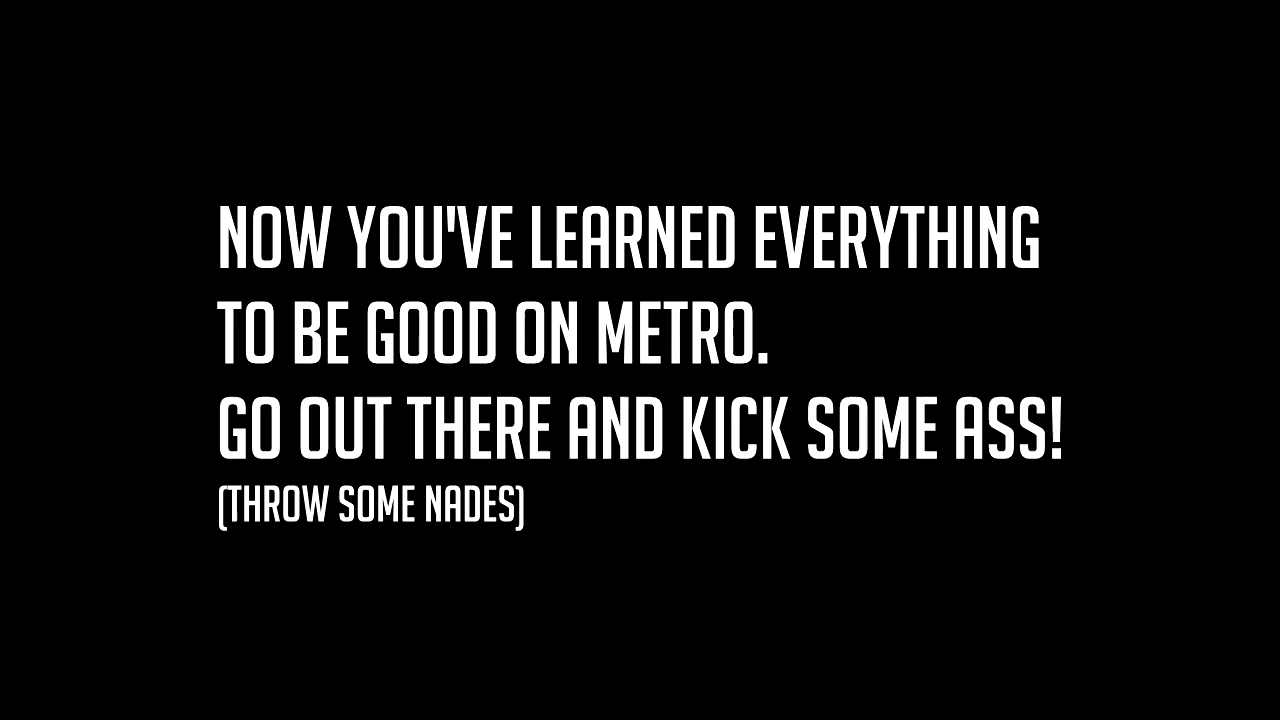 NOW YOU'VE LEARNED EVERYTHING
TO BE GOOD ON METRO.
GO OUT THERE AND KICK SOME ASS!
(THROW SOME NADES)